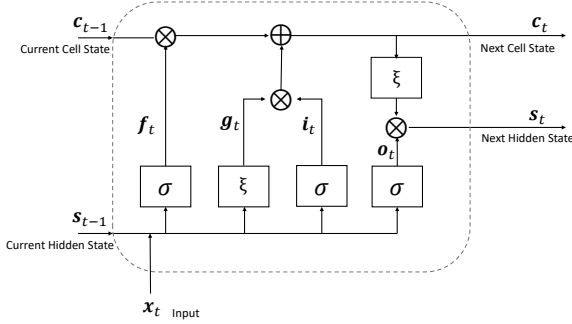 c_{t-1}
Current Cell State
c_t
Next Cell State
ξ
f_t
g_t
i_t
o_t
s_t
Next Hidden State
σ
ξ
σ
σ
s_{t-1}
Current Hidden State
x_t Input